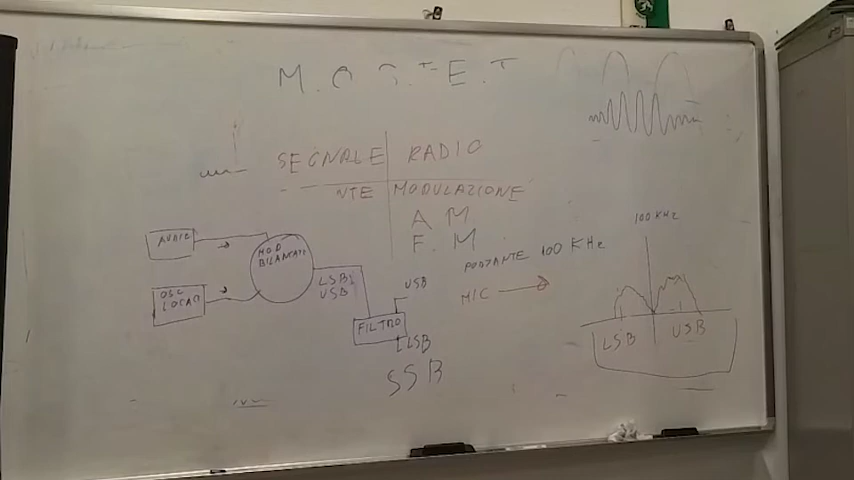 SEGNALE RADIO
NTE MODULAZIONE
A M
F. M
AUDIO
OSC
LOCAL
MOD
BILANCIATO
LSB
USB
FILTRO
USB
LSB
SSB
PORTANTE 100 KHz
MIC
100 KHz
LSB USB